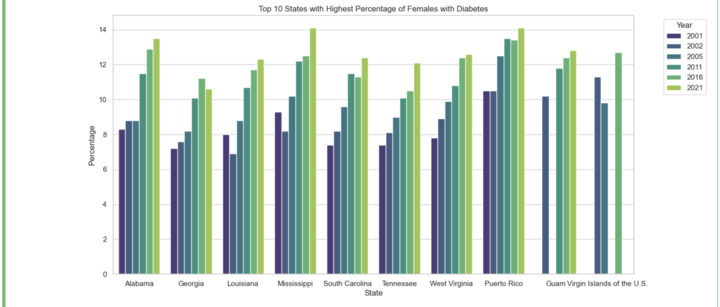 Top 10 States with Highest Percentage of Females with Diabetes
Year
2001
2002
2005
2011
2016
2021
Percentage
14
12
10
8
6
4
2
0
Alabama Georgia Louisiana Mississippi South Carolina Tennessee West Virginia Puerto Rico Guam Virgin Islands of the U.S.
State